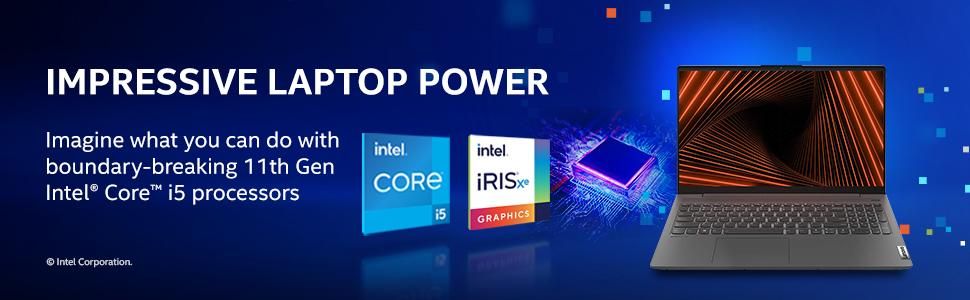 IMPRESSIVE LAPTOP POWER
Imagine what you can do with
boundary-breaking 11th Gen
Intel® Core™ i5 processors
intel.
CORE
i5
intel.
iRIS xe
GRAPHICS
© Intel Corporation.